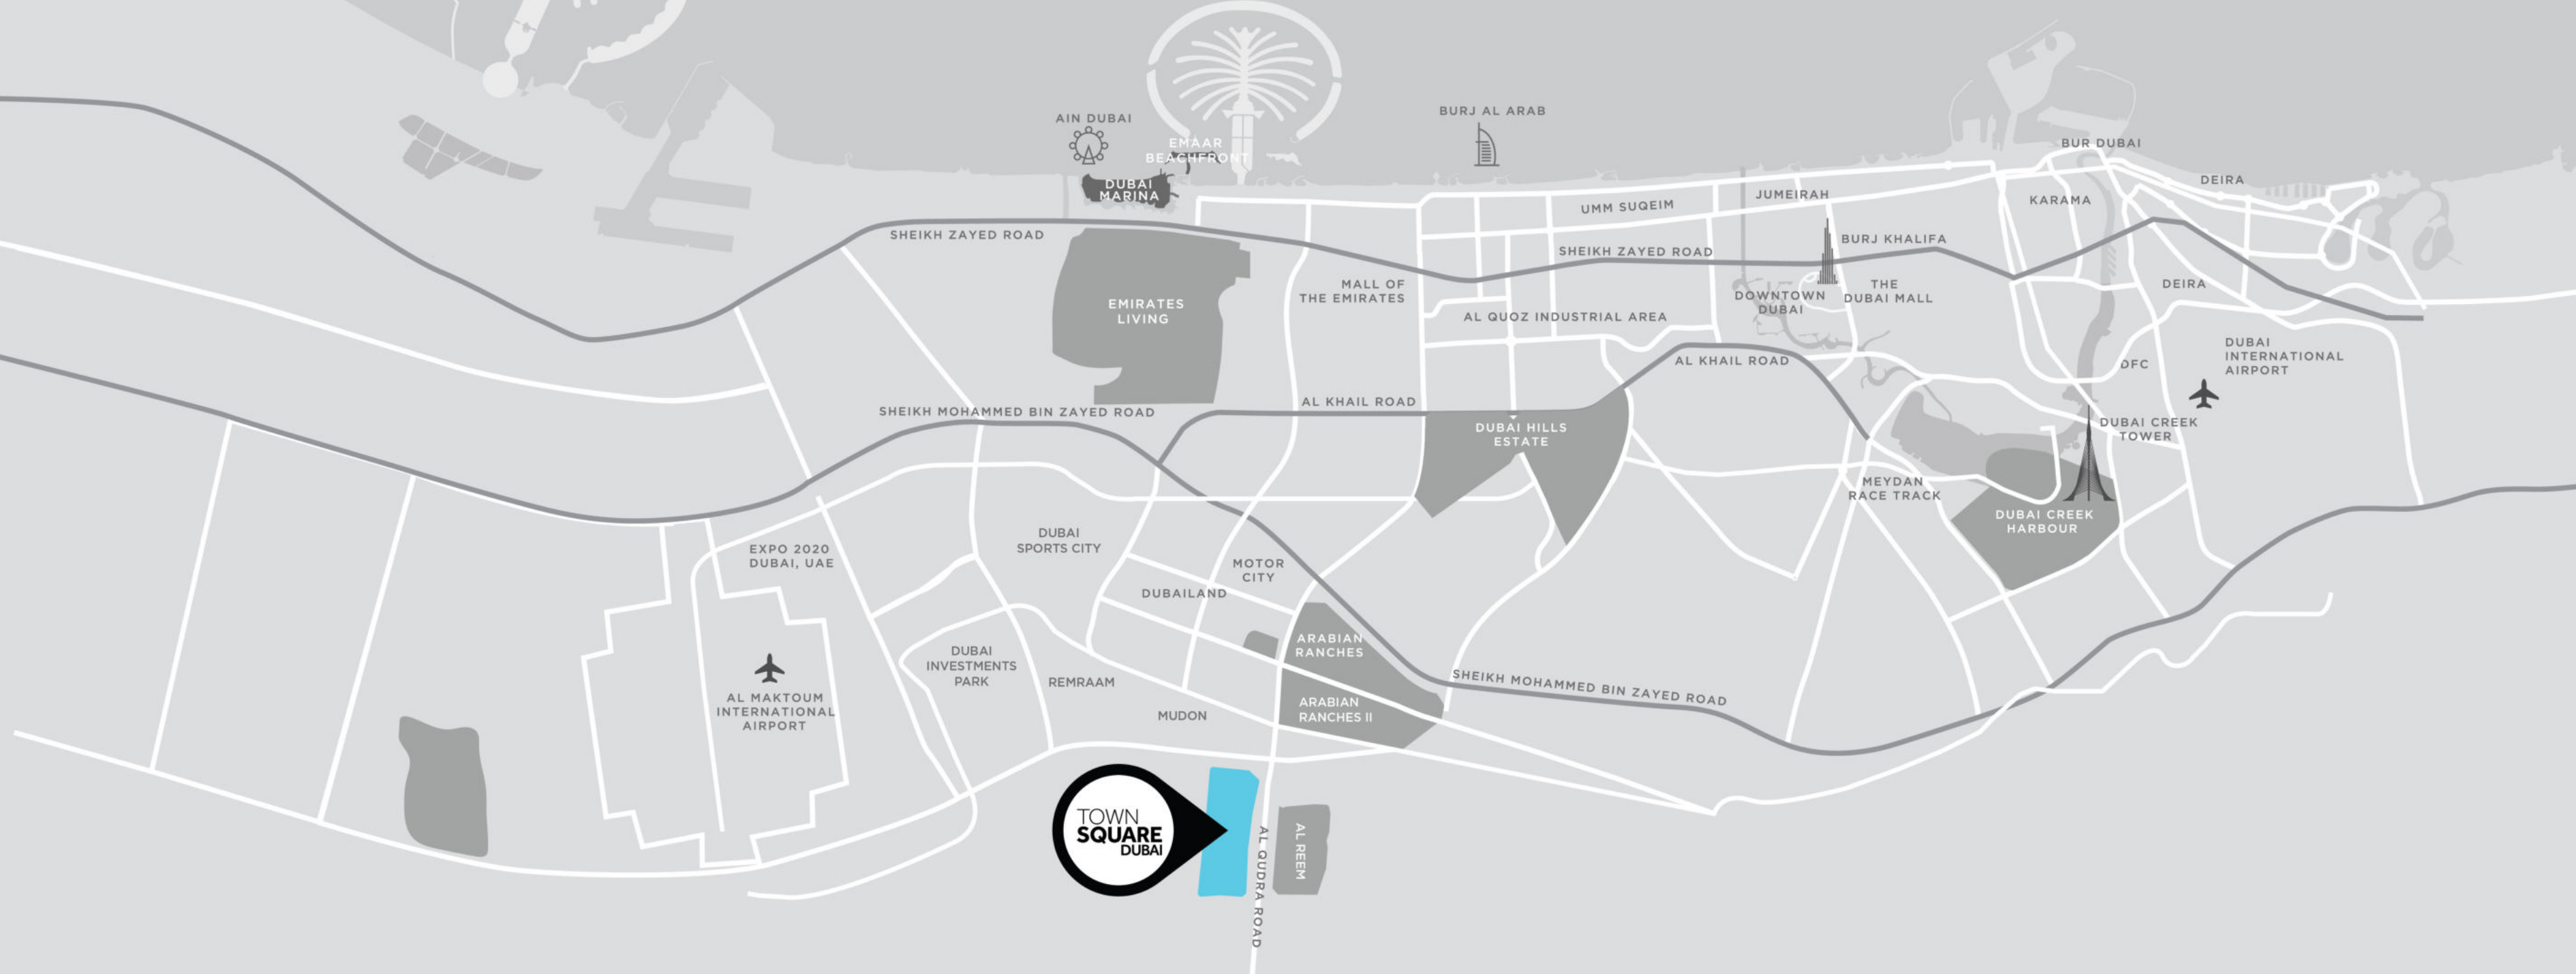 AIN DUBAI
BURJ AL ARAB
EMAAR
BEACHFRONT
BUR DUBAI
DUBAI
MARINA
DEIRA
JUMEIRAH
KARAMA
UMM SUQEIM
SHEIKH ZAYED ROAD
SHEIKH ZAYED ROAD
BURJ KHALIFA
MALL OF
THE EMIRATES
THE
DUBAI MALL
DEIRA
DOWNTOWN
DUBAI
EMIRATES
LIVING
AL QUOZ INDUSTRIAL AREA
DUBAI
INTERNATIONAL
AIRPORT
AL KHAIL ROAD
DFC
AL KHAIL ROAD
SHEIKH MOHAMMED BIN ZAYED ROAD
DUBAI HILLS
ESTATE
DUBAI CREEK
TOWER
MEYDAN
RACE TRACK
DUBAI CREEK
HARBOUR
DUBAI
SPORTS CITY
EXPO 2020
DUBAI, UAE
MOTOR
CITY
DUBAILAND
ARABIAN
RANCHES
DUBAI
INVESTMENTS
PARK
REMRAAM
SHEIKH MOHAMMED BIN ZAYED ROAD
AL MAKTOUM
INTERNATIONAL
AIRPORT
ARABIAN
RANCHES II
MUDON
TOWN
SQUARE
DUBAI
AL QUDRA ROAD
AL REEM